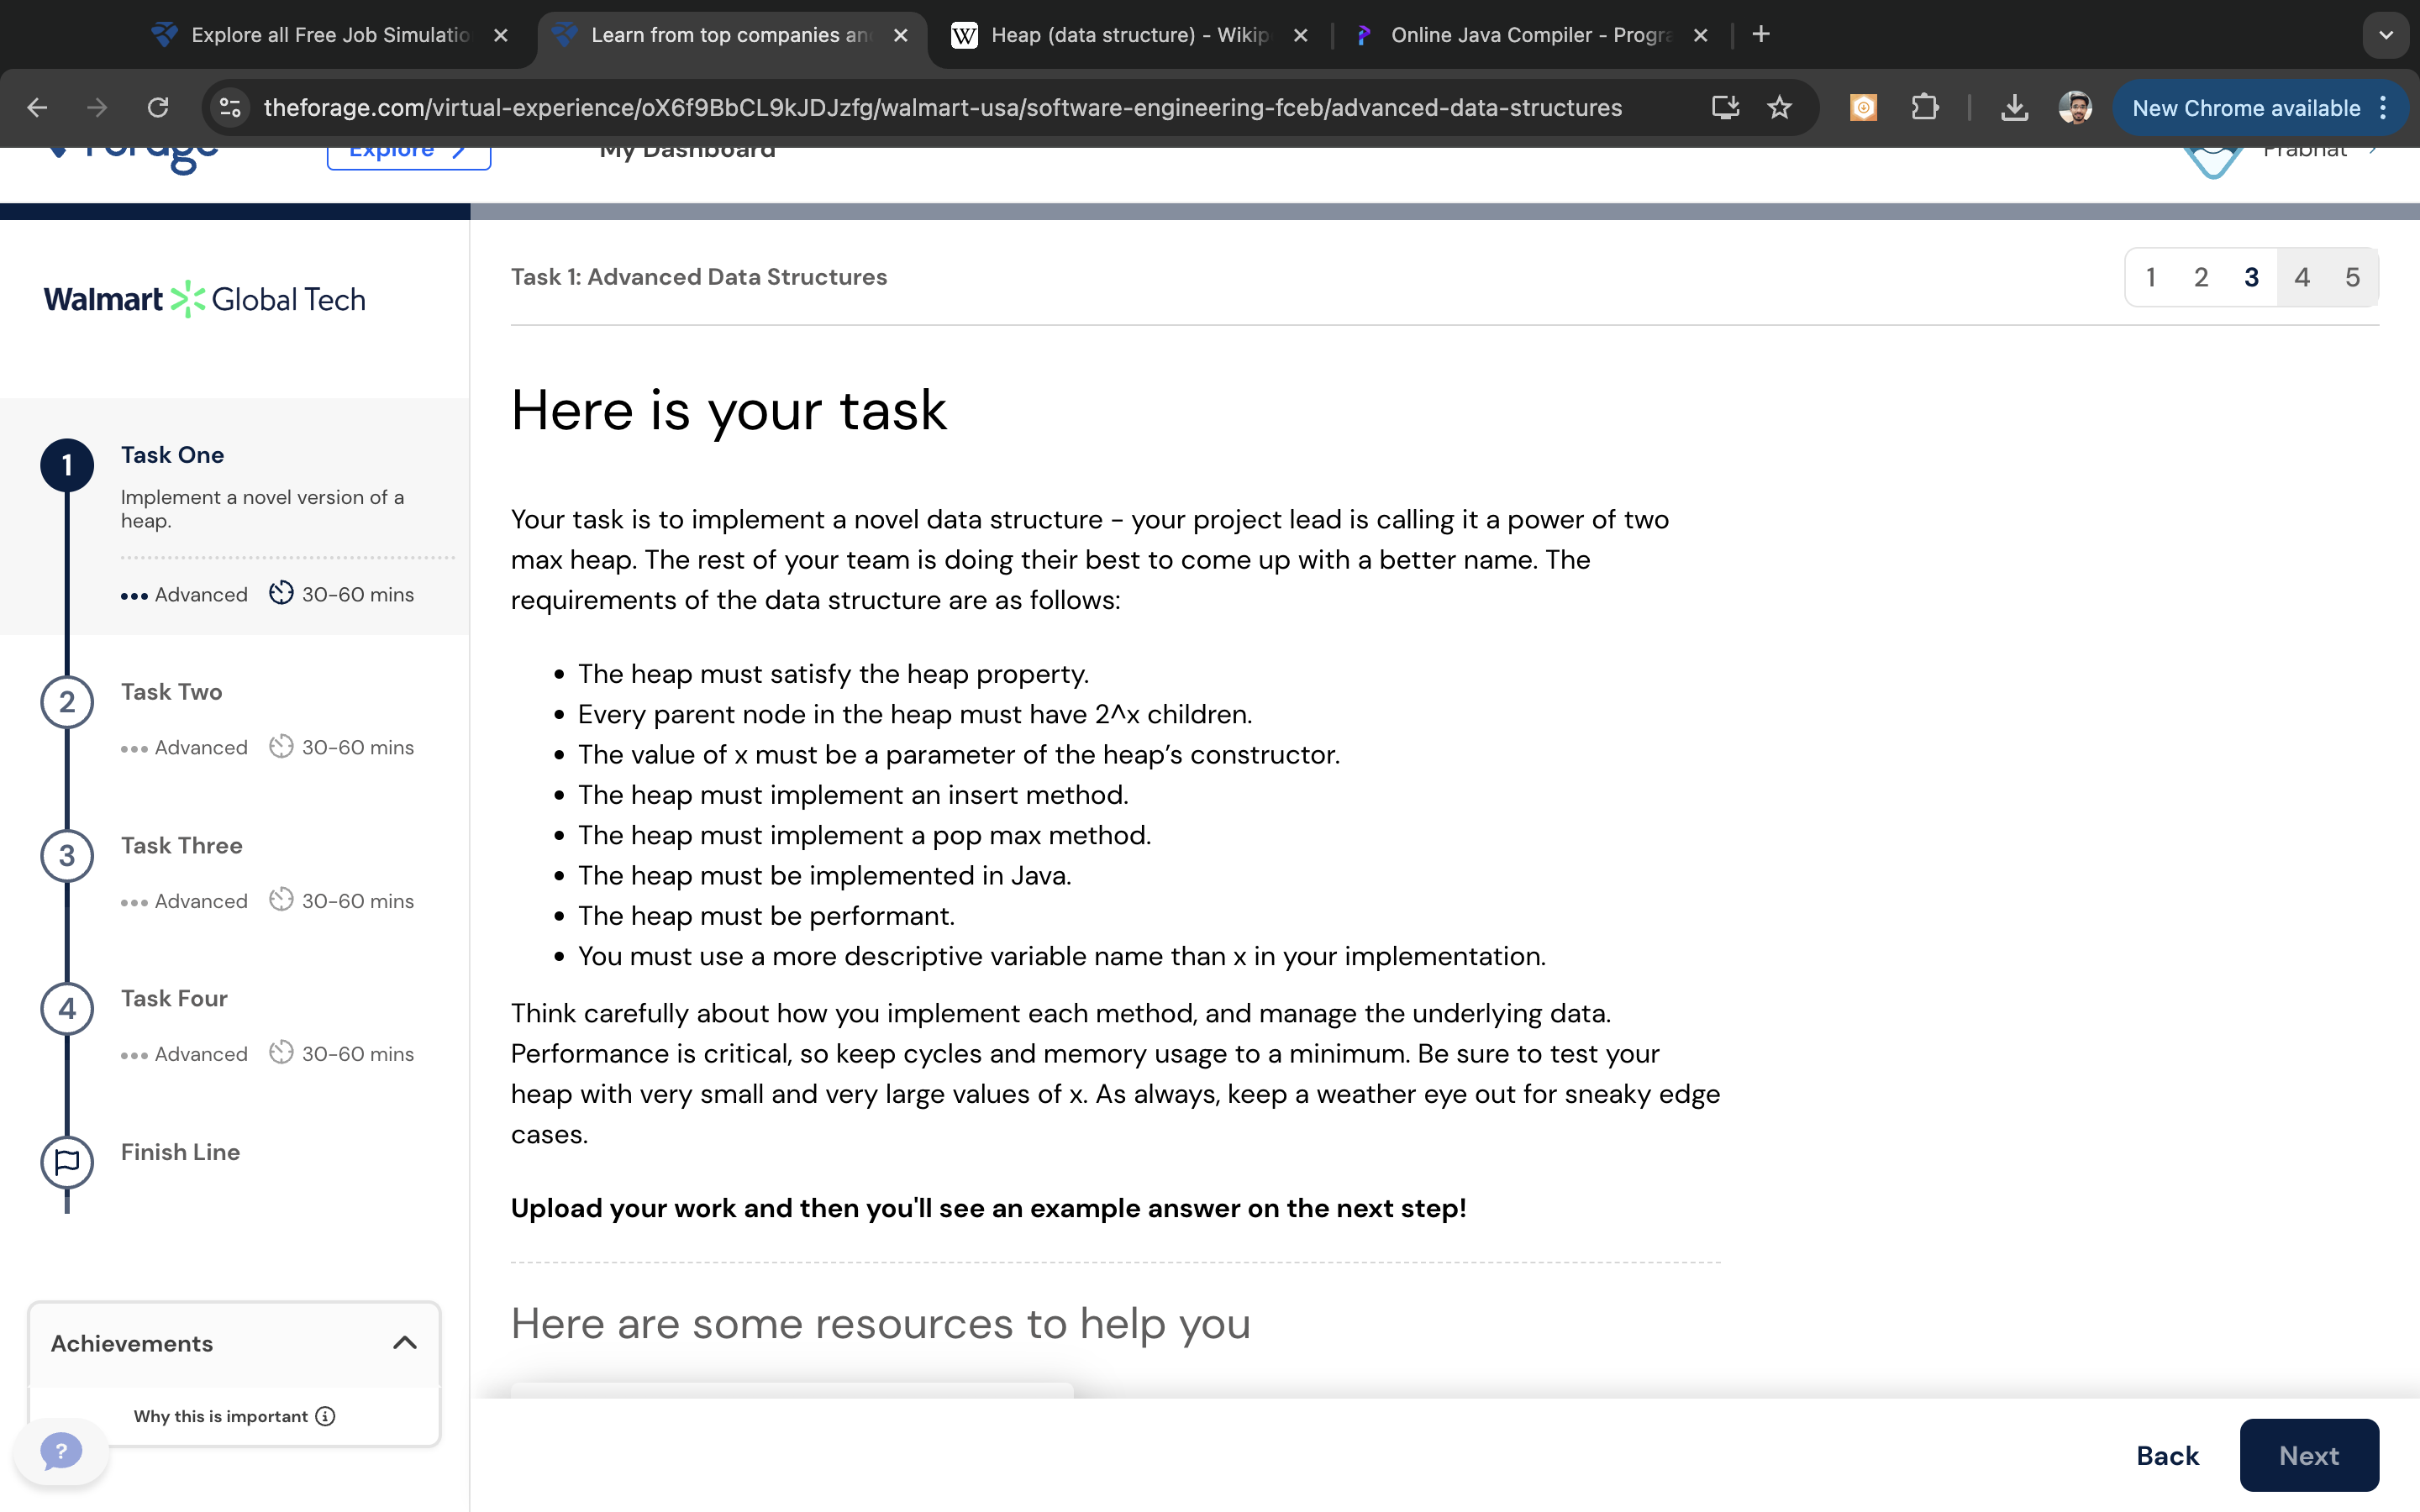 Explore all Free Job Simulatio
Learn from top companies an
Heap (data structure) - Wikip
Online Java Compiler - Progra
theforage.com/virtual-experience/oX6f9BbCL9kJDJzfg/walmart-usa/software-engineering-fceb/advanced-data-structures
New Chrome available
Forage
Explore
My Dashboard
Prabhat
Walmart Global Tech
Task 1: Advanced Data Structures
1 2 3 4 5
1
Task One
Implement a novel version of a
heap.
Advanced 30-60 mins
2
Task Two
Advanced 30-60 mins
3
Task Three
Advanced 30-60 mins
4
Task Four
Advanced 30-60 mins
Finish Line
Achievements
Why this is important
Here is your task
Your task is to implement a novel data structure - your project lead is calling it a power of two
max heap. The rest of your team is doing their best to come up with a better name. The
requirements of the data structure are as follows:
• The heap must satisfy the heap property.
• Every parent node in the heap must have 2^x children.
• The value of x must be a parameter of the heap’s constructor.
• The heap must implement an insert method.
• The heap must implement a pop max method.
• The heap must be implemented in Java.
• The heap must be performant.
• You must use a more descriptive variable name than x in your implementation.
Think carefully about how you implement each method, and manage the underlying data.
Performance is critical, so keep cycles and memory usage to a minimum. Be sure to test your
heap with very small and very large values of x. As always, keep a weather eye out for sneaky edge
cases.
Upload your work and then you'll see an example answer on the next step!
Here are some resources to help you
Back
Next